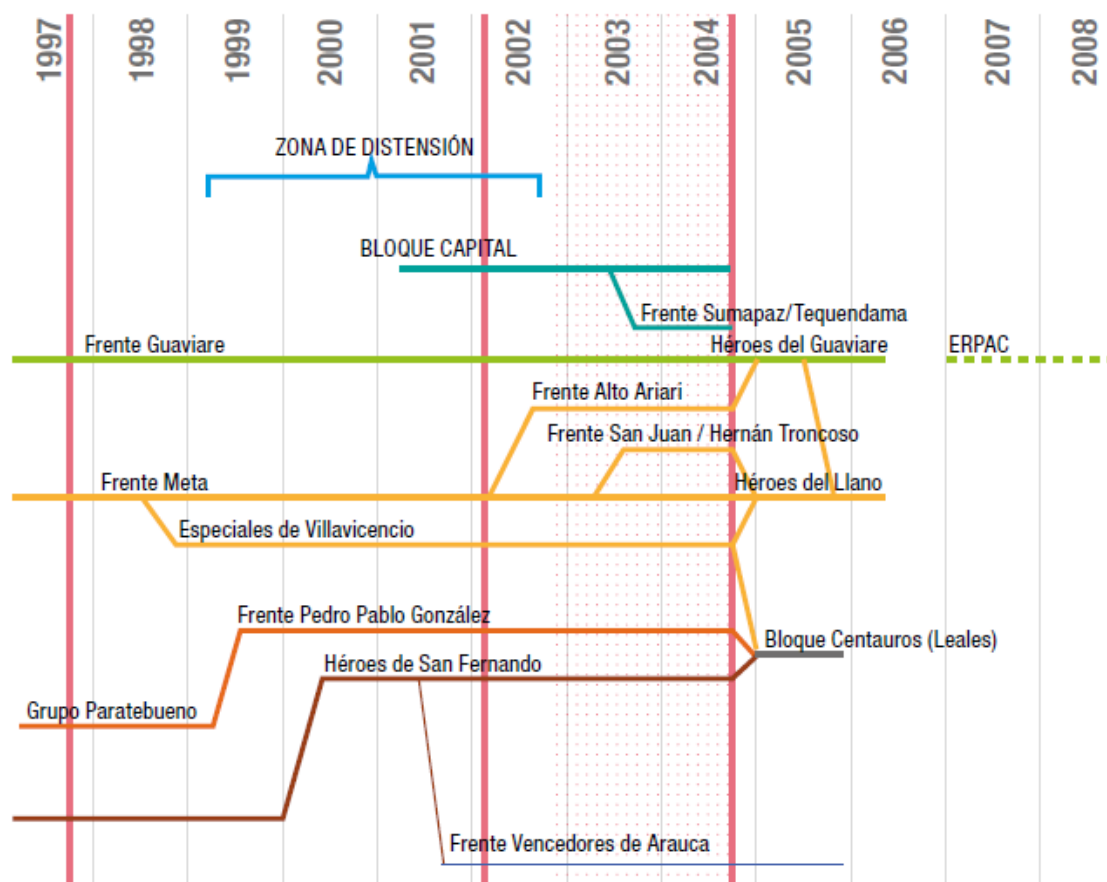 1997
1998
1999
2000
2001
2002
2003
2004
2005
2006
2007
2008
ZONA DE DISTENSIÓN
BLOQUE CAPITAL
Frente Sumapaz/Tequendama
Frente Guaviare
Héroes del Guaviare
ERPAC
Frente Alto Ariari
Frente San Juan / Hernán Troncoso
Frente Meta
Héroes del Llano
Especiales de Villavicencio
Frente Pedro Pablo González
Bloque Centauros (Leales)
Héroes de San Fernando
Grupo Paratebueno
Frente Vencedores de Arauca